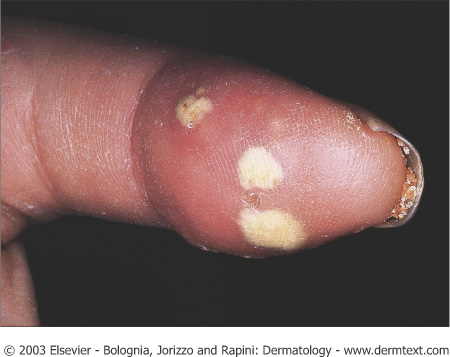 © 2003 Elsevier - Bolognia, Jorizzo and Rapini: Dermatology - www.dermtext.com